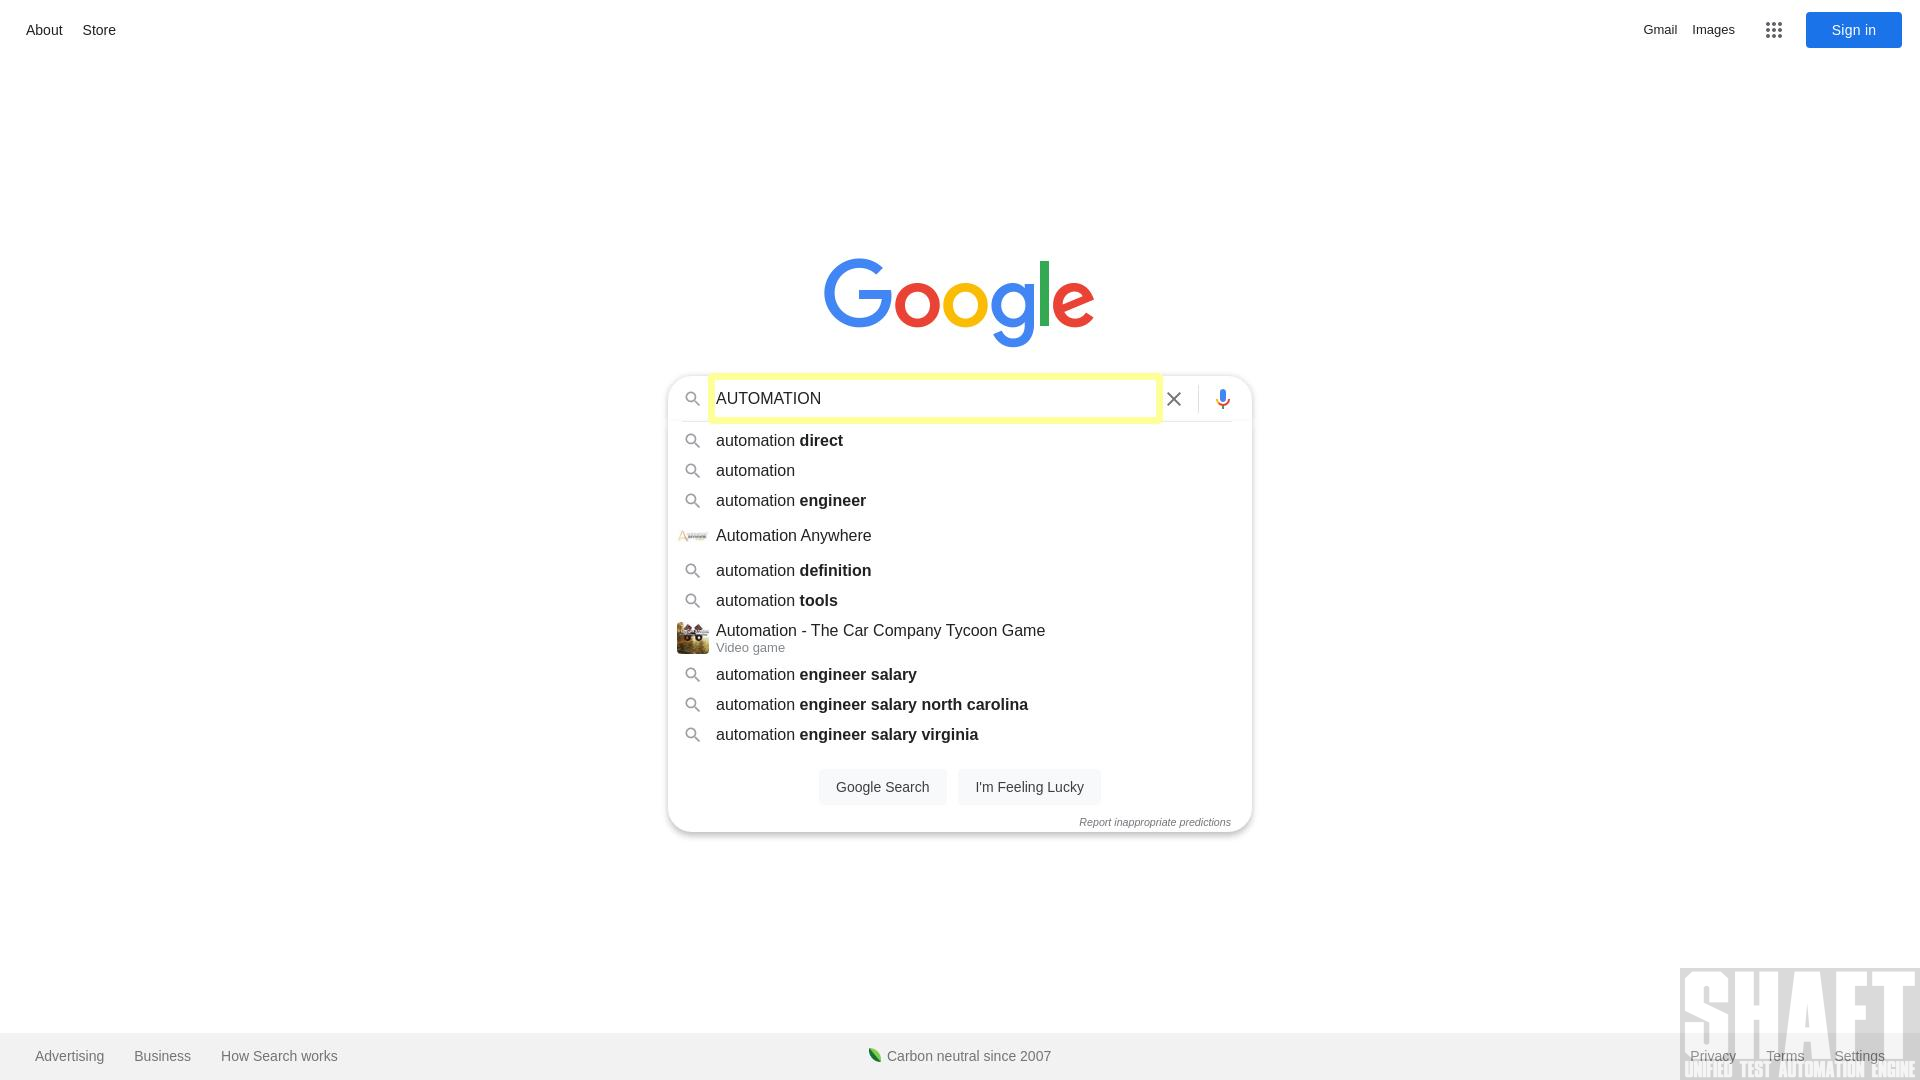 About Store
Gmail Images Sign in
Google
AUTOMATION
automation direct
automation
automation engineer
Automation Anywhere
automation definition
automation tools
Automation - The Car Company Tycoon Game
Video game
automation engineer salary
automation engineer salary north carolina
automation engineer salary virginia
Google Search I'm Feeling Lucky
Report inappropriate predictions
SHAFT
Advertising Business How Search works Carbon neutral since 2007 Privacy Terms Settings
UNIFIED TEST AUTOMATION ENGINE